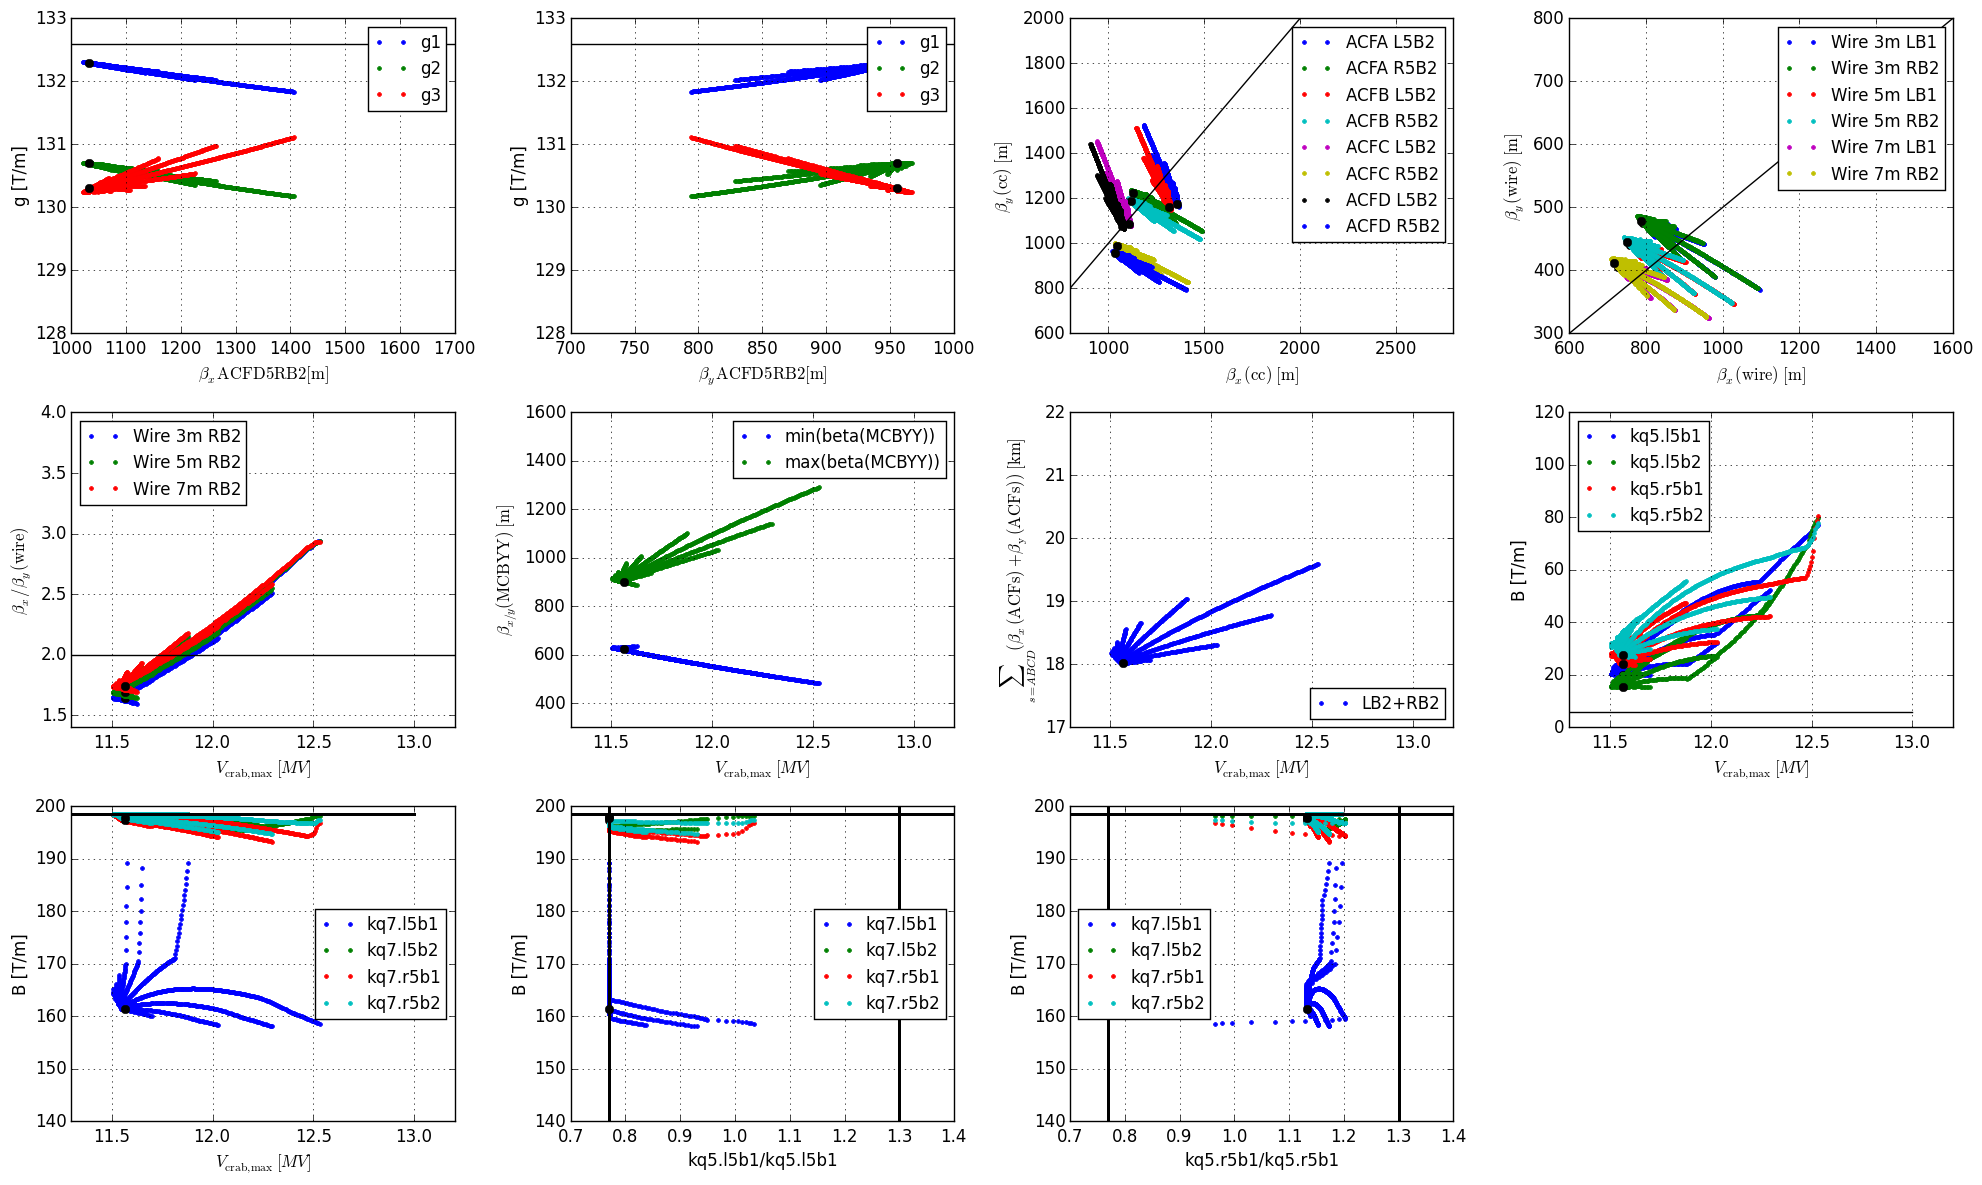 133
132
131
130
129
128
g [T/m]
1000 1100 1200 1300 1400 1500 1600 1700
βx ACFD5RB2[m]
g1
g2
g3
133
132
131
130
129
128
g [T/m]
700 750 800 850 900 950 1000
βy ACFD5RB2[m]
g1
g2
g3
2000
1800
1600
1400
1200
1000
800
600
βy (cc) [m]
1000 1500 2000 2500
βx (cc) [m]
ACFA L5B2
ACFA R5B2
ACFB L5B2
ACFB R5B2
ACFC L5B2
ACFC R5B2
ACFD L5B2
ACFD R5B2
800
700
600
500
400
300
βy (wire) [m]
600 800 1000 1200 1400 1600
βx (wire) [m]
Wire 3m LB1
Wire 3m RB2
Wire 5m LB1
Wire 5m RB2
Wire 7m LB1
Wire 7m RB2
4.0
3.5
3.0
2.5
2.0
1.5
βx/βy (wire)
11.5 12.0 12.5 13.0
Vcrab,max [MV]
Wire 3m RB2
Wire 5m RB2
Wire 7m RB2
1600
1400
1200
1000
800
600
400
βx/y (MCBYY) [m]
11.5 12.0 12.5 13.0
Vcrab,max [MV]
min(beta(MCBYY))
max(beta(MCBYY))
22
21
20
19
18
17
∑s=ABCD (βx (ACFs)+βy (ACFs)) [km]
11.5 12.0 12.5 13.0
Vcrab,max [MV]
LB2+RB2
120
100
80
60
40
20
0
B [T/m]
11.5 12.0 12.5 13.0
Vcrab,max [MV]
kq5.l5b1
kq5.l5b2
kq5.r5b1
kq5.r5b2
200
190
180
170
160
150
140
B [T/m]
11.5 12.0 12.5 13.0
Vcrab,max [MV]
kq7.l5b1
kq7.l5b2
kq7.r5b1
kq7.r5b2
200
190
180
170
160
150
140
B [T/m]
0.7 0.8 0.9 1.0 1.1 1.2 1.3 1.4
kq5.l5b1/kq5.l5b1
kq7.l5b1
kq7.l5b2
kq7.r5b1
kq7.r5b2
200
190
180
170
160
150
140
B [T/m]
0.7 0.8 0.9 1.0 1.1 1.2 1.3 1.4
kq5.r5b1/kq5.r5b1
kq7.l5b1
kq7.l5b2
kq7.r5b1
kq7.r5b2